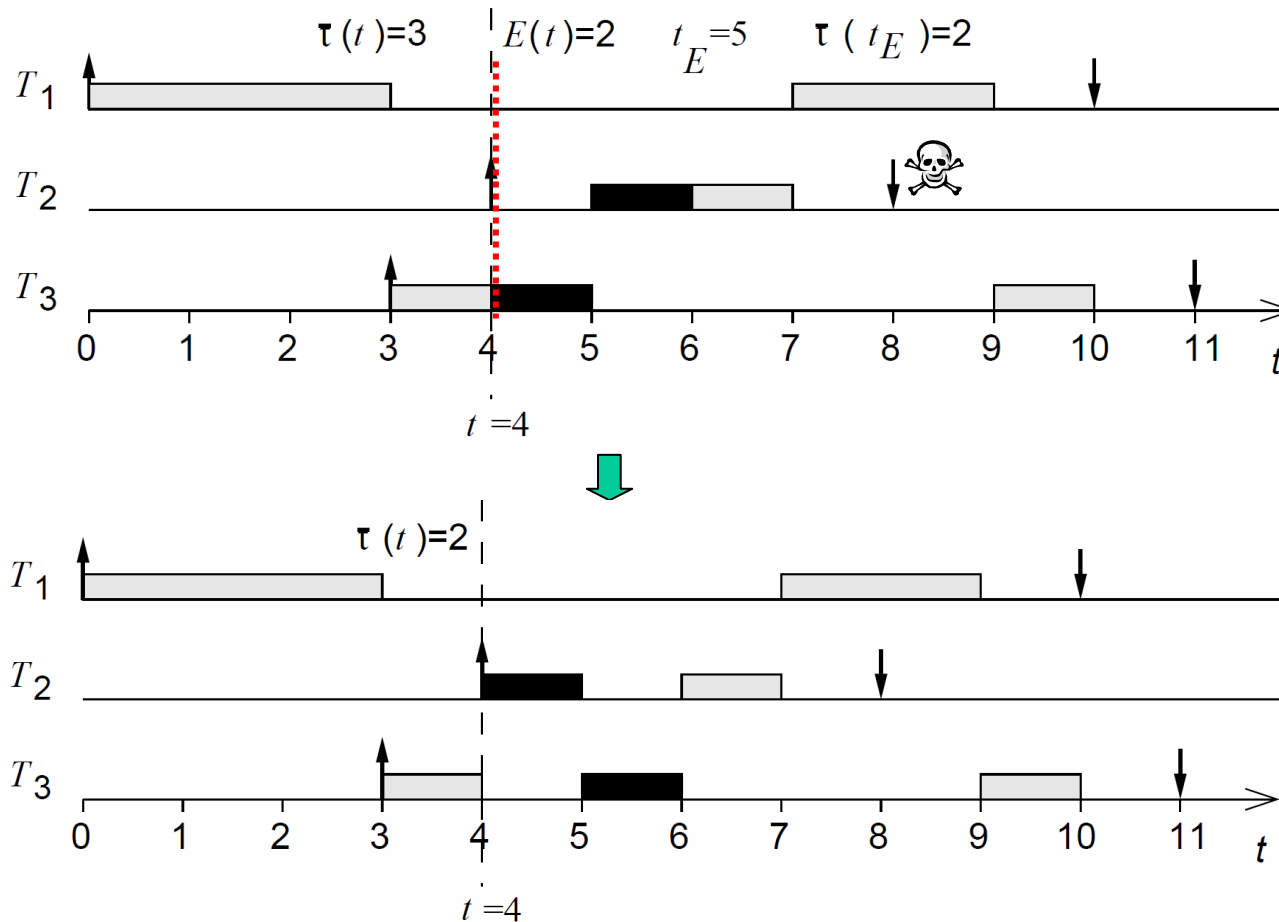 τ(t)=3 E(t)=2 t_E=5 τ(t_E)=2
T1
T2
T3
0 1 2 3 4 5 6 7 8 9 10 11 t
t=4
τ(t)=2
T1
T2
T3
0 1 2 3 4 5 6 7 8 9 10 11 t
t=4